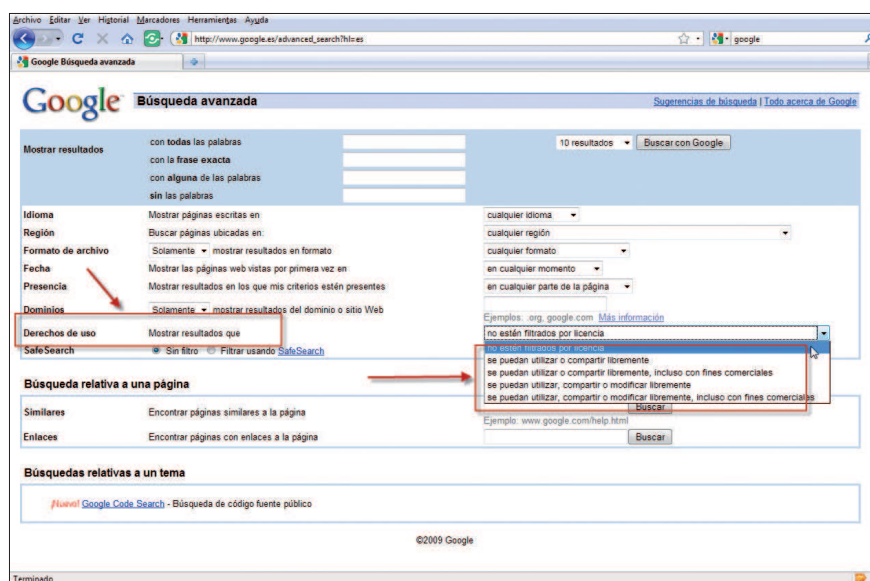 Archivo Editar Ver Historial Marcadores Herramientas Ayuda
http://www.google.es/advanced_search?hl=es
google
Google Búsqueda avanzada
Google Búsqueda avanzada Sugerencias de búsqueda | Todo acerca de Google
Mostrar resultados con todas las palabras 10 resultados Buscar con Google
con la frase exacta
con alguna de las palabras
sin las palabras
Idioma Mostrar páginas escritas en cualquier idioma
Región Buscar páginas ubicadas en: cualquier región
Formato de archivo Solamente mostrar resultados en formato cualquier formato
Fecha Mostrar las páginas web vistas por primera vez en en cualquier momento
Presencia Mostrar resultados en los que mis criterios estén presentes en cualquier parte de la página
Dominios Solamente mostrar resultados del dominio o sitio Web
Ejemplos: .org, google.com Más información
Derechos de uso Mostrar resultados que no estén filtrados por licencia
SafeSearch Sin filtro Filtrar usando SafeSearch
no estén filtrados por licencia
se puedan utilizar o compartir libremente
se puedan utilizar o compartir libremente, incluso con fines comerciales
se puedan utilizar, compartir o modificar libremente
se puedan utilizar, compartir o modificar libremente, incluso con fines comerciales
Búsqueda relativa a una página
Similares Encontrar páginas similares a la página Buscar
Ejemplo: www.google.com/help.html
Enlaces Encontrar páginas con enlaces a la página Buscar
Búsquedas relativas a un tema
¡Nuevo! Google Code Search - Búsqueda de código fuente público
©2009 Google
Terminado